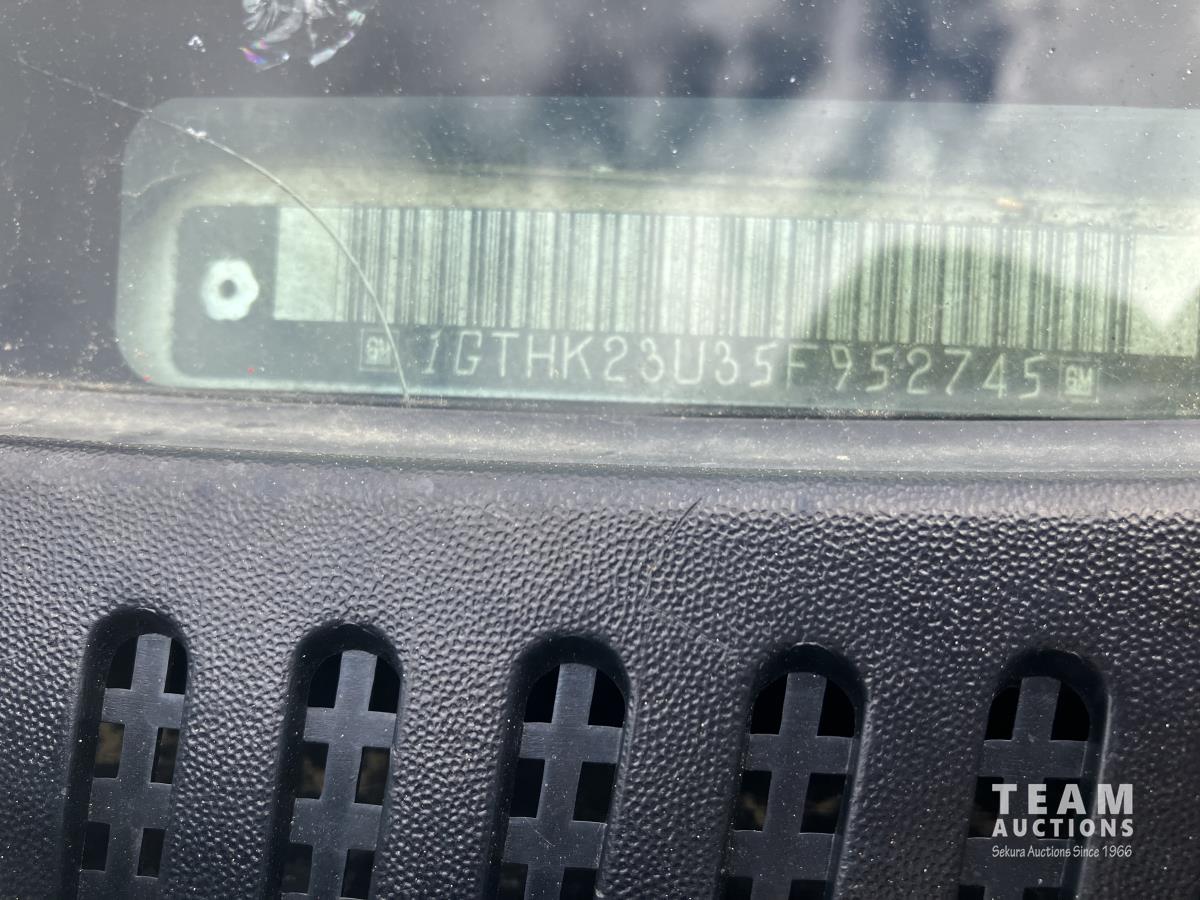 GM 1GTHK23U35F952745 GM
TEAM
AUCTIONS
Sekura Auctions Since 1966